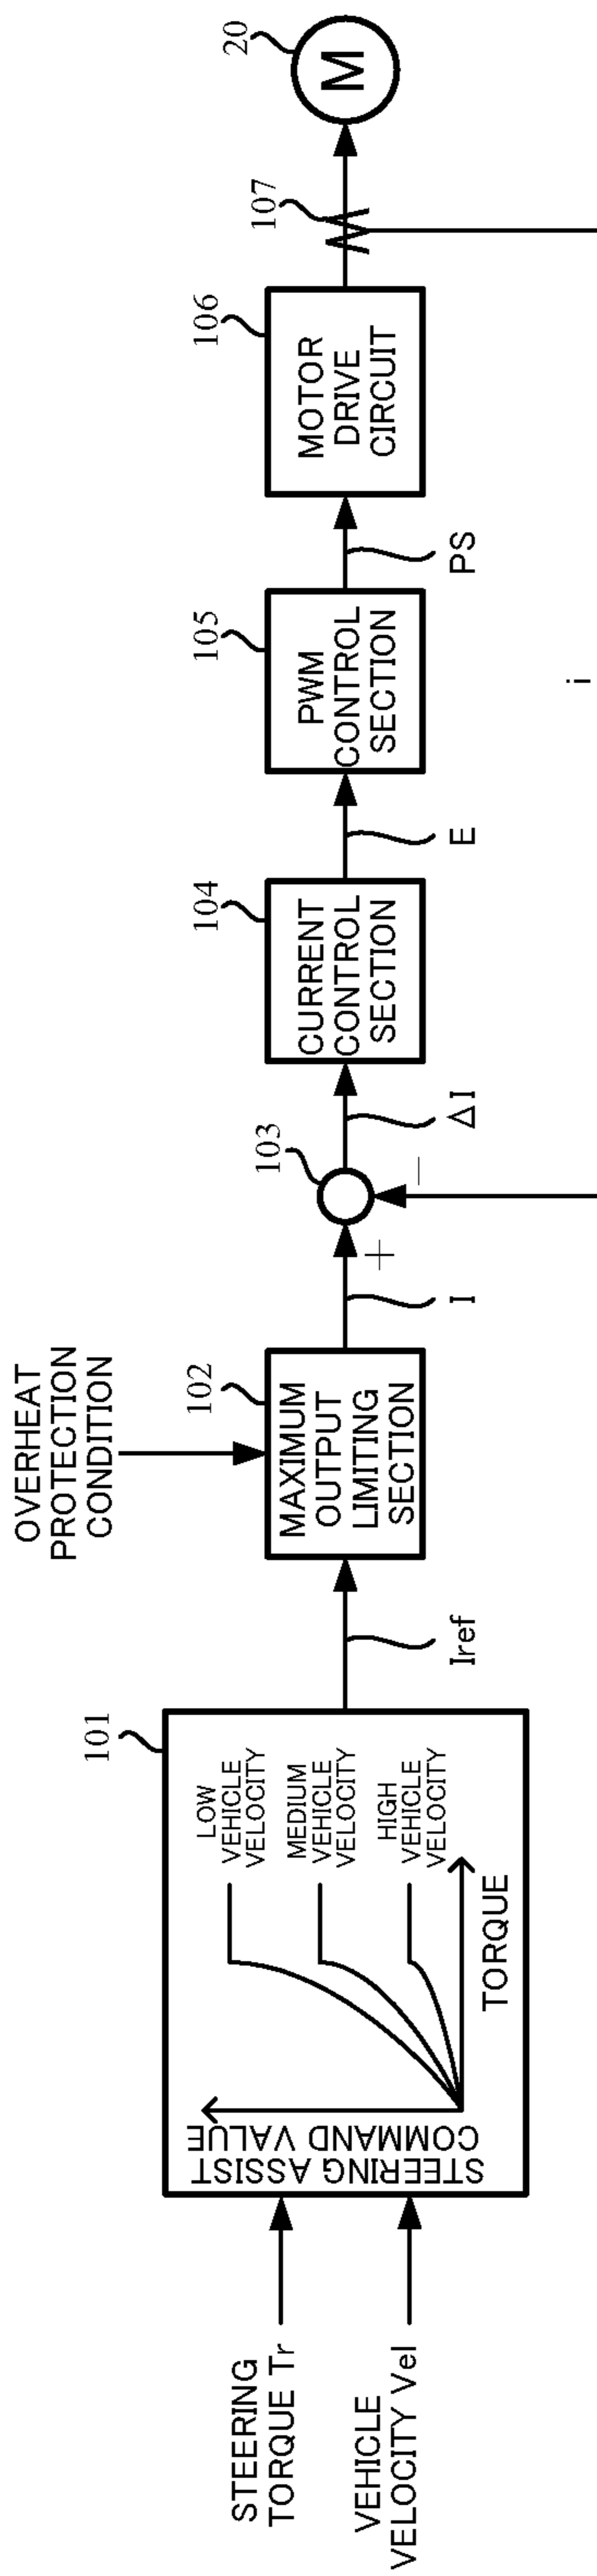 STEERING
TORQUE Tr
VEHICLE
VELOCITY Vel
101
STEERING ASSIST
COMMAND VALUE
LOW
VEHICLE
VELOCITY
MEDIUM
VEHICLE
VELOCITY
HIGH
VEHICLE
VELOCITY
TORQUE
Iref
OVERHEAT
PROTECTION
CONDITION
102
MAXIMUM
OUTPUT
LIMITING
SECTION
I
+
103
−
ΔI
104
CURRENT
CONTROL
SECTION
E
105
PWM
CONTROL
SECTION
PS
106
MOTOR
DRIVE
CIRCUIT
107
20
M
i